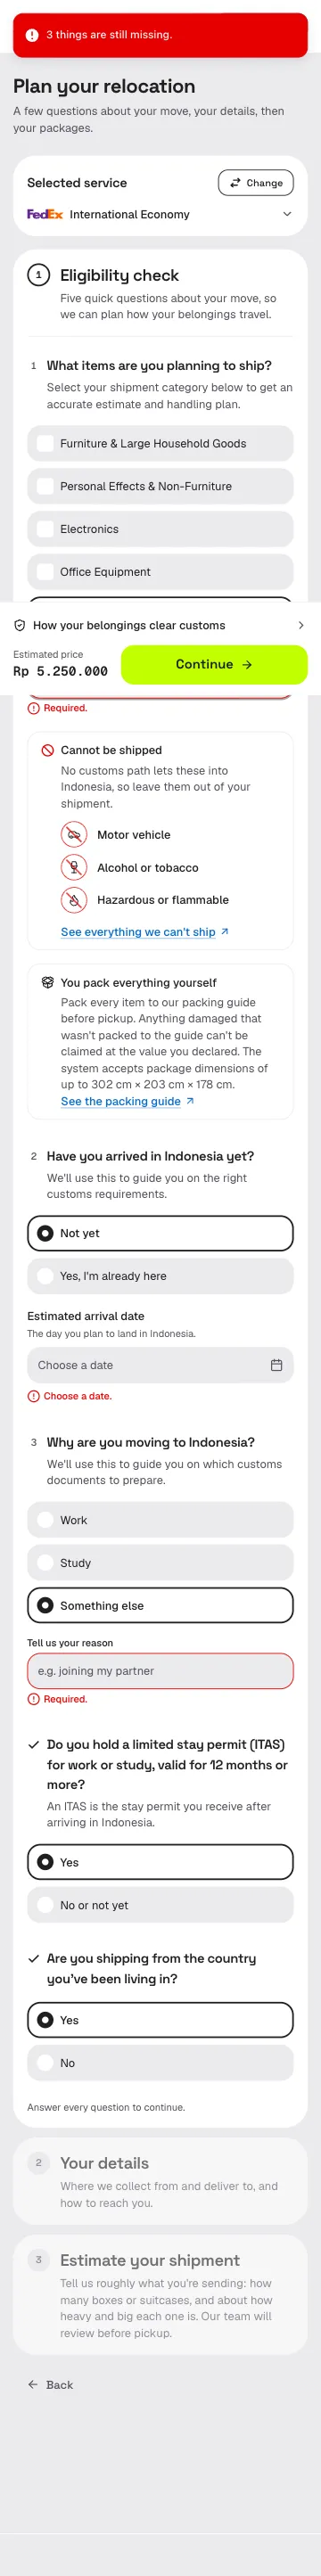 3 things are still missing.
Plan your relocation
A few questions about your move, your details, then
your packages.
Selected service
Change
FedEx International Economy
1 Eligibility check
Five quick questions about your move, so
we can plan how your belongings travel.
1 What items are you planning to ship?
Select your shipment category below to get an
accurate estimate and handling plan.
Furniture & Large Household Goods
Personal Effects & Non-Furniture
Electronics
Office Equipment
How your belongings clear customs
Estimated price
Rp 5.250.000
Continue
Required.
Cannot be shipped
No customs path lets these into
Indonesia, so leave them out of your
shipment.
Motor vehicle
Alcohol or tobacco
Hazardous or flammable
See everything we can't ship
You pack everything yourself
Pack every item to our packing guide
before pickup. Anything damaged that
wasn't packed to the guide can't be
claimed at the value you declared. The
system accepts package dimensions of
up to 302 cm × 203 cm × 178 cm.
See the packing guide
2 Have you arrived in Indonesia yet?
We'll use this to guide you on the right
customs requirements.
Not yet
Yes, I'm already here
Estimated arrival date
The day you plan to land in Indonesia.
Choose a date
Choose a date.
3 Why are you moving to Indonesia?
We'll use this to guide you on which customs
documents to prepare.
Work
Study
Something else
Tell us your reason
e.g. joining my partner
Required.
Do you hold a limited stay permit (ITAS)
for work or study, valid for 12 months or
more?
An ITAS is the stay permit you receive after
arriving in Indonesia.
Yes
No or not yet
Are you shipping from the country
you've been living in?
Yes
No
Answer every question to continue.
2 Your details
Where we collect from and deliver to, and
how to reach you.
3 Estimate your shipment
Tell us roughly what you're sending: how
many boxes or suitcases, and about how
heavy and big each one is. Our team will
review before pickup.
Back